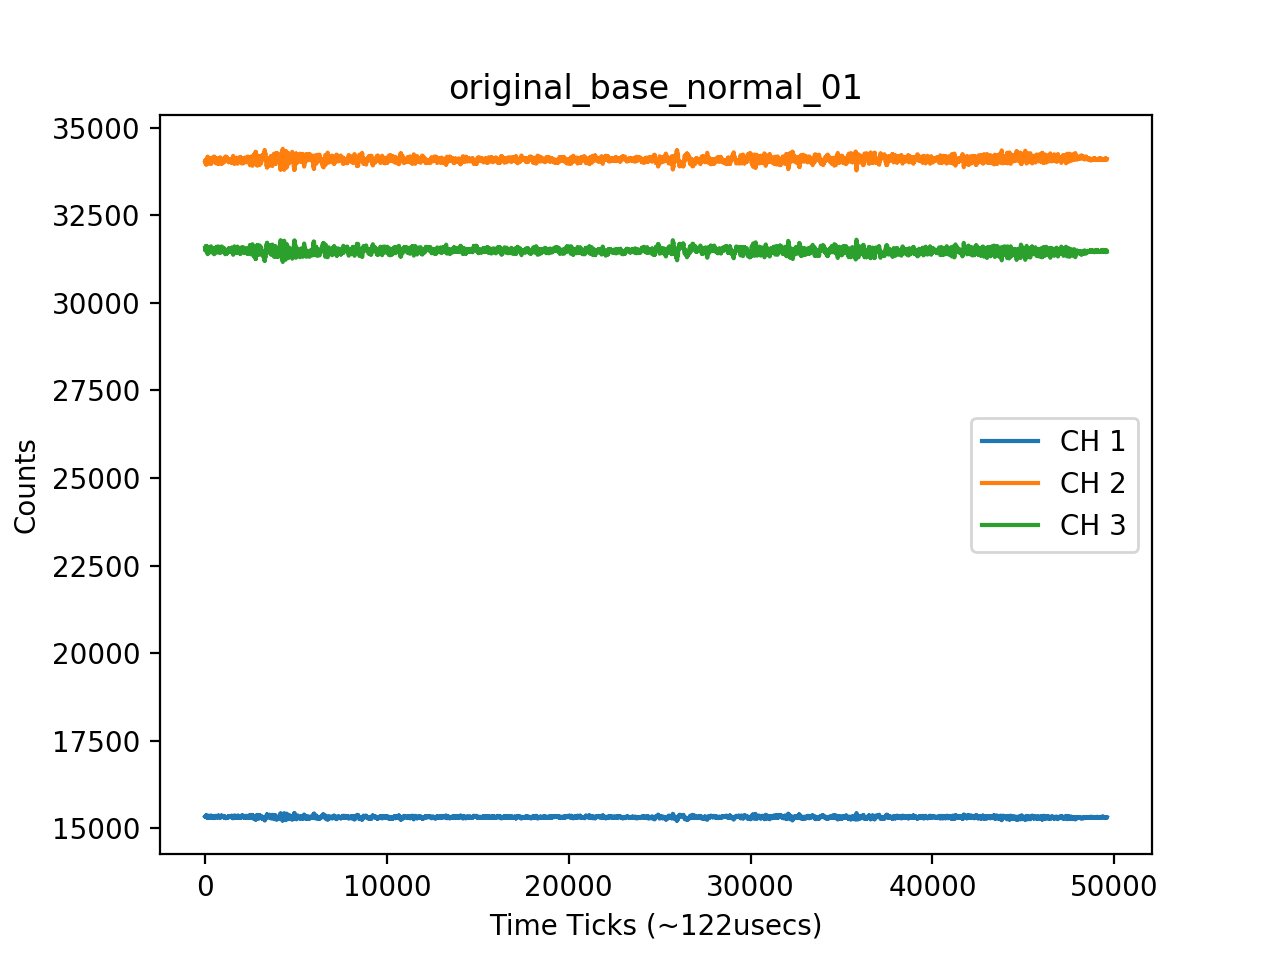 original_base_normal_01
35000
32500
30000
27500
25000
22500
20000
17500
15000
Counts
CH 1
CH 2
CH 3
0 10000 20000 30000 40000 50000
Time Ticks (~122usecs)